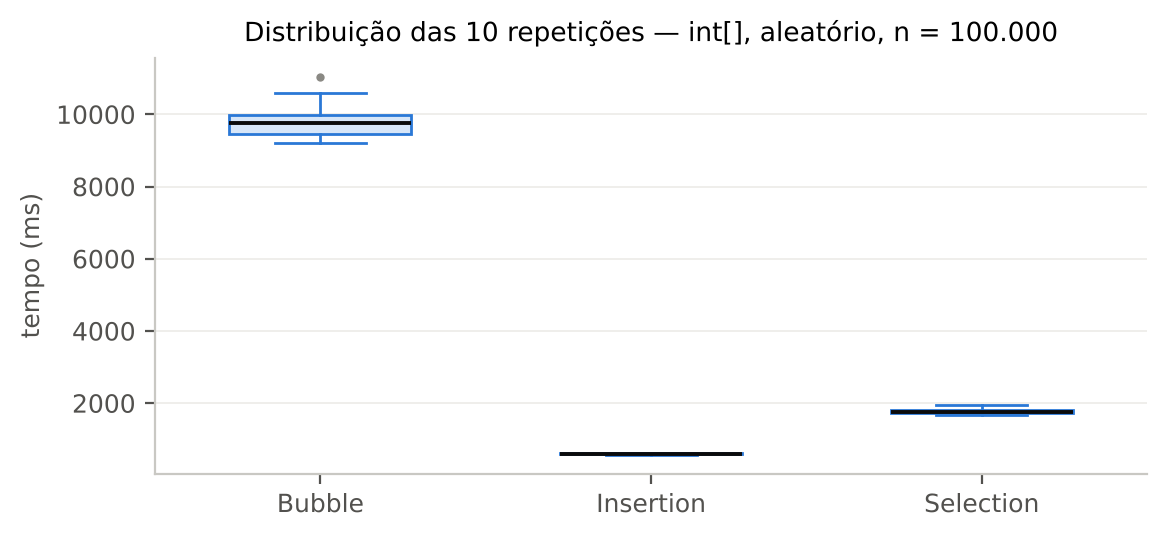 Distribuição das 10 repetições — int[], aleatório, n = 100.000
tempo (ms)
10000
8000
6000
4000
2000
Bubble
Insertion
Selection